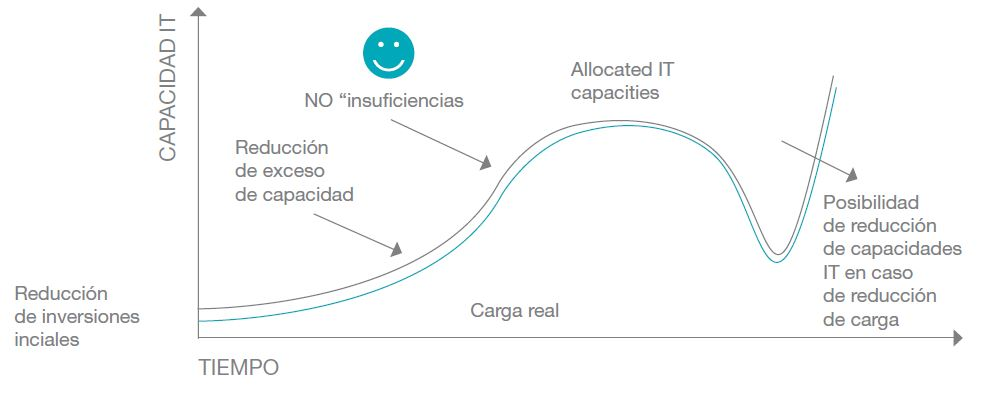 CAPACIDAD IT
NO “insuficiencias
Allocated IT
capacities
Reducción
de exceso
de capacidad
Posibilidad
de reducción
de capacidades
IT en caso
de reducción
de carga
Reducción
de inversiones
inciales
Carga real
TIEMPO